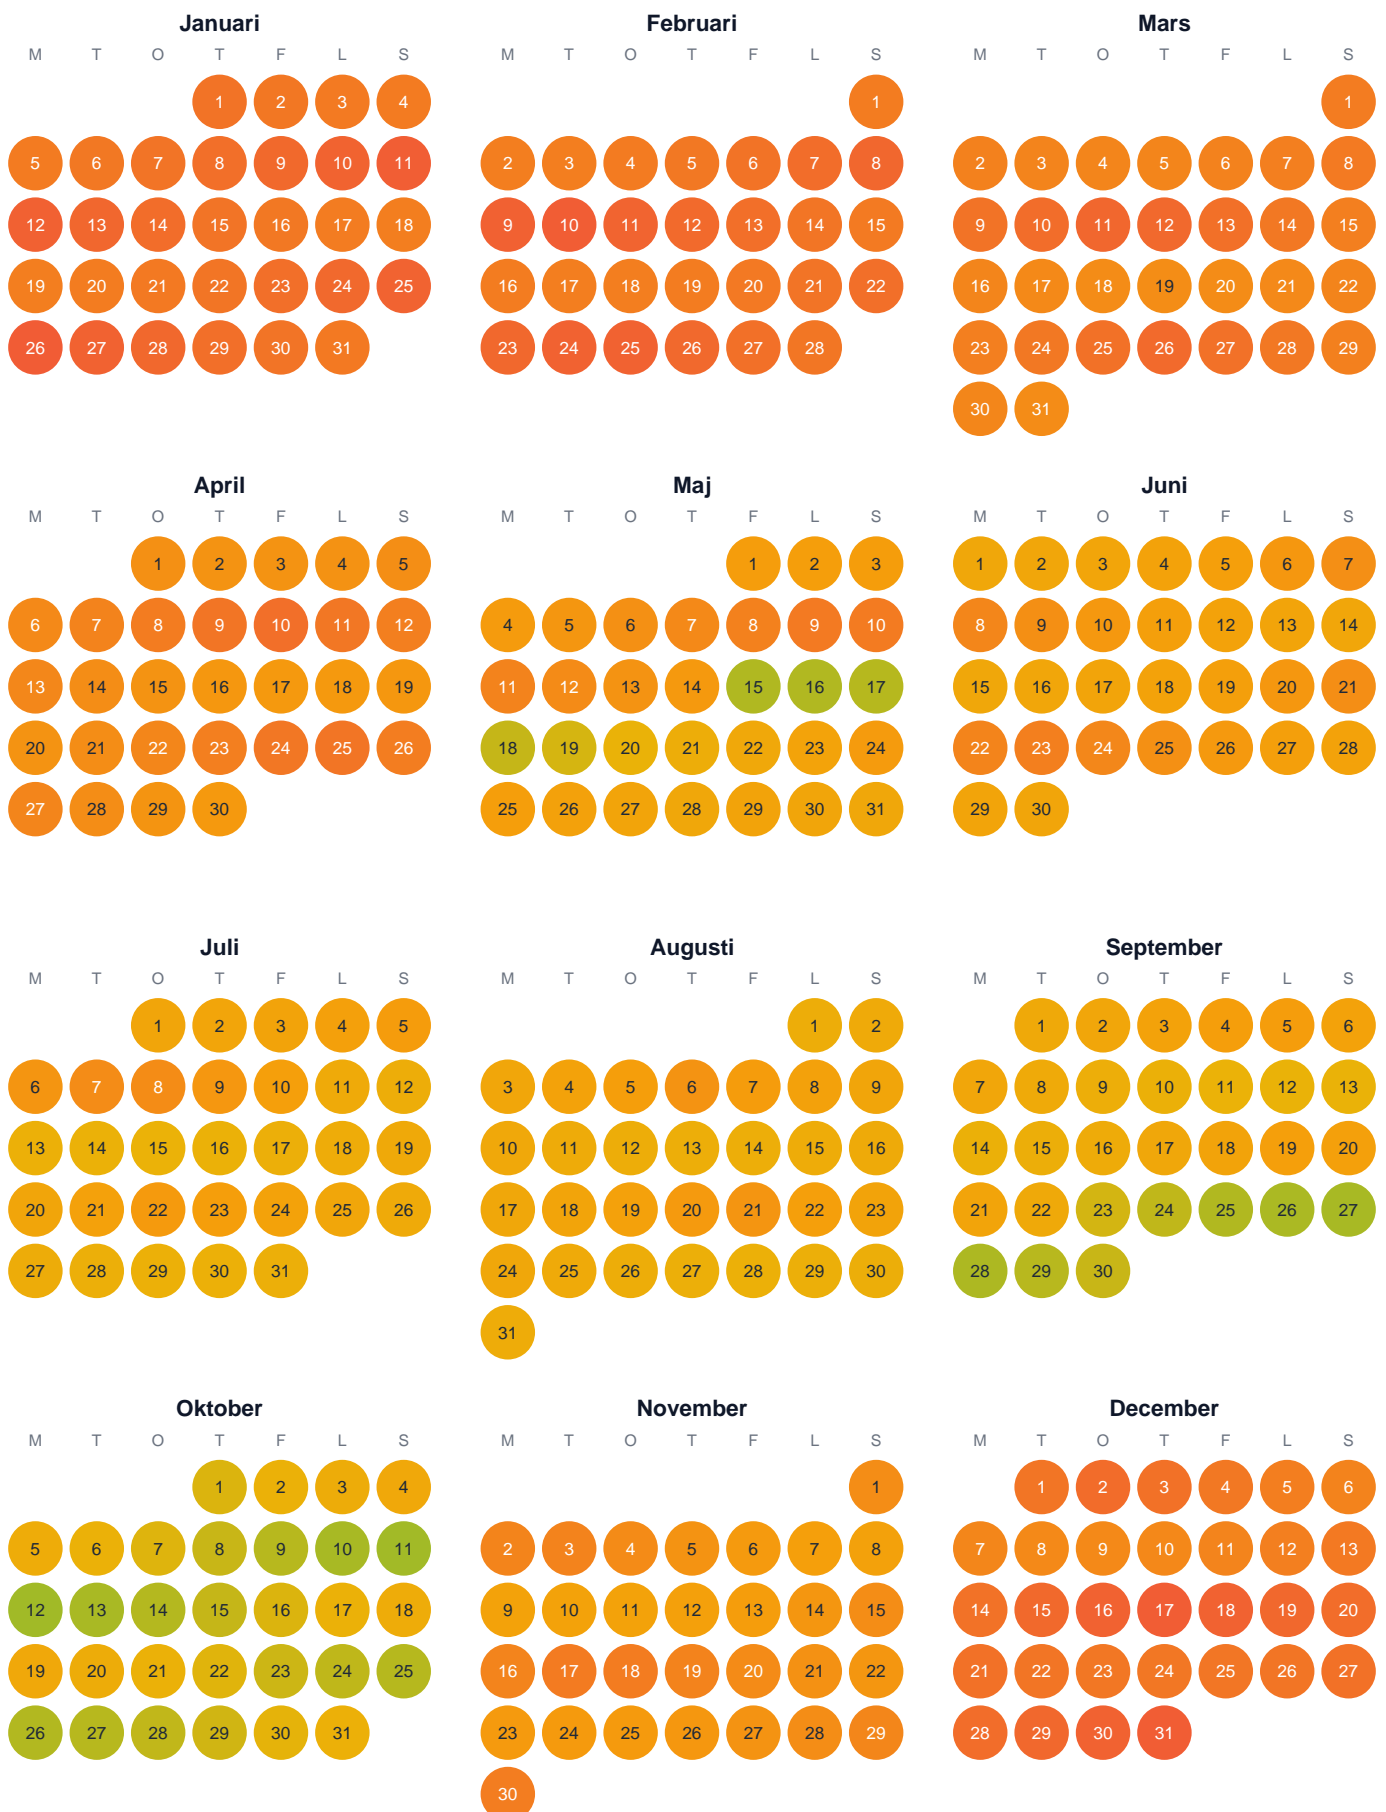 Januari Februari Mars
M T O T F L S M T O T F L S M T O T F L S
1 2 3 4 1 1
5 6 7 8 9 10 11 2 3 4 5 6 7 8 2 3 4 5 6 7 8
12 13 14 15 16 17 18 9 10 11 12 13 14 15 9 10 11 12 13 14 15
19 20 21 22 23 24 25 16 17 18 19 20 21 22 16 17 18 19 20 21 22
26 27 28 29 30 31 23 24 25 26 27 28 23 24 25 26 27 28 29
30 31
April Maj Juni
M T O T F L S M T O T F L S M T O T F L S
1 2 3 4 5 1 2 3 1 2 3 4 5 6 7
6 7 8 9 10 11 12 4 5 6 7 8 9 10 8 9 10 11 12 13 14
13 14 15 16 17 18 19 11 12 13 14 15 16 17 15 16 17 18 19 20 21
20 21 22 23 24 25 26 18 19 20 21 22 23 24 22 23 24 25 26 27 28
27 28 29 30 25 26 27 28 29 30 31 29 30
Juli Augusti September
M T O T F L S M T O T F L S M T O T F L S
1 2 3 4 5 1 2 1 2 3 4 5 6
6 7 8 9 10 11 12 3 4 5 6 7 8 9 7 8 9 10 11 12 13
13 14 15 16 17 18 19 10 11 12 13 14 15 16 14 15 16 17 18 19 20
20 21 22 23 24 25 26 17 18 19 20 21 22 23 21 22 23 24 25 26 27
27 28 29 30 31 24 25 26 27 28 29 30 28 29 30
31
Oktober November December
M T O T F L S M T O T F L S M T O T F L S
1 2 3 4 1 1 2 3 4 5 6
5 6 7 8 9 10 11 2 3 4 5 6 7 8 7 8 9 10 11 12 13
12 13 14 15 16 17 18 9 10 11 12 13 14 15 14 15 16 17 18 19 20
19 20 21 22 23 24 25 16 17 18 19 20 21 22 21 22 23 24 25 26 27
26 27 28 29 30 31 23 24 25 26 27 28 29 28 29 30 31
30